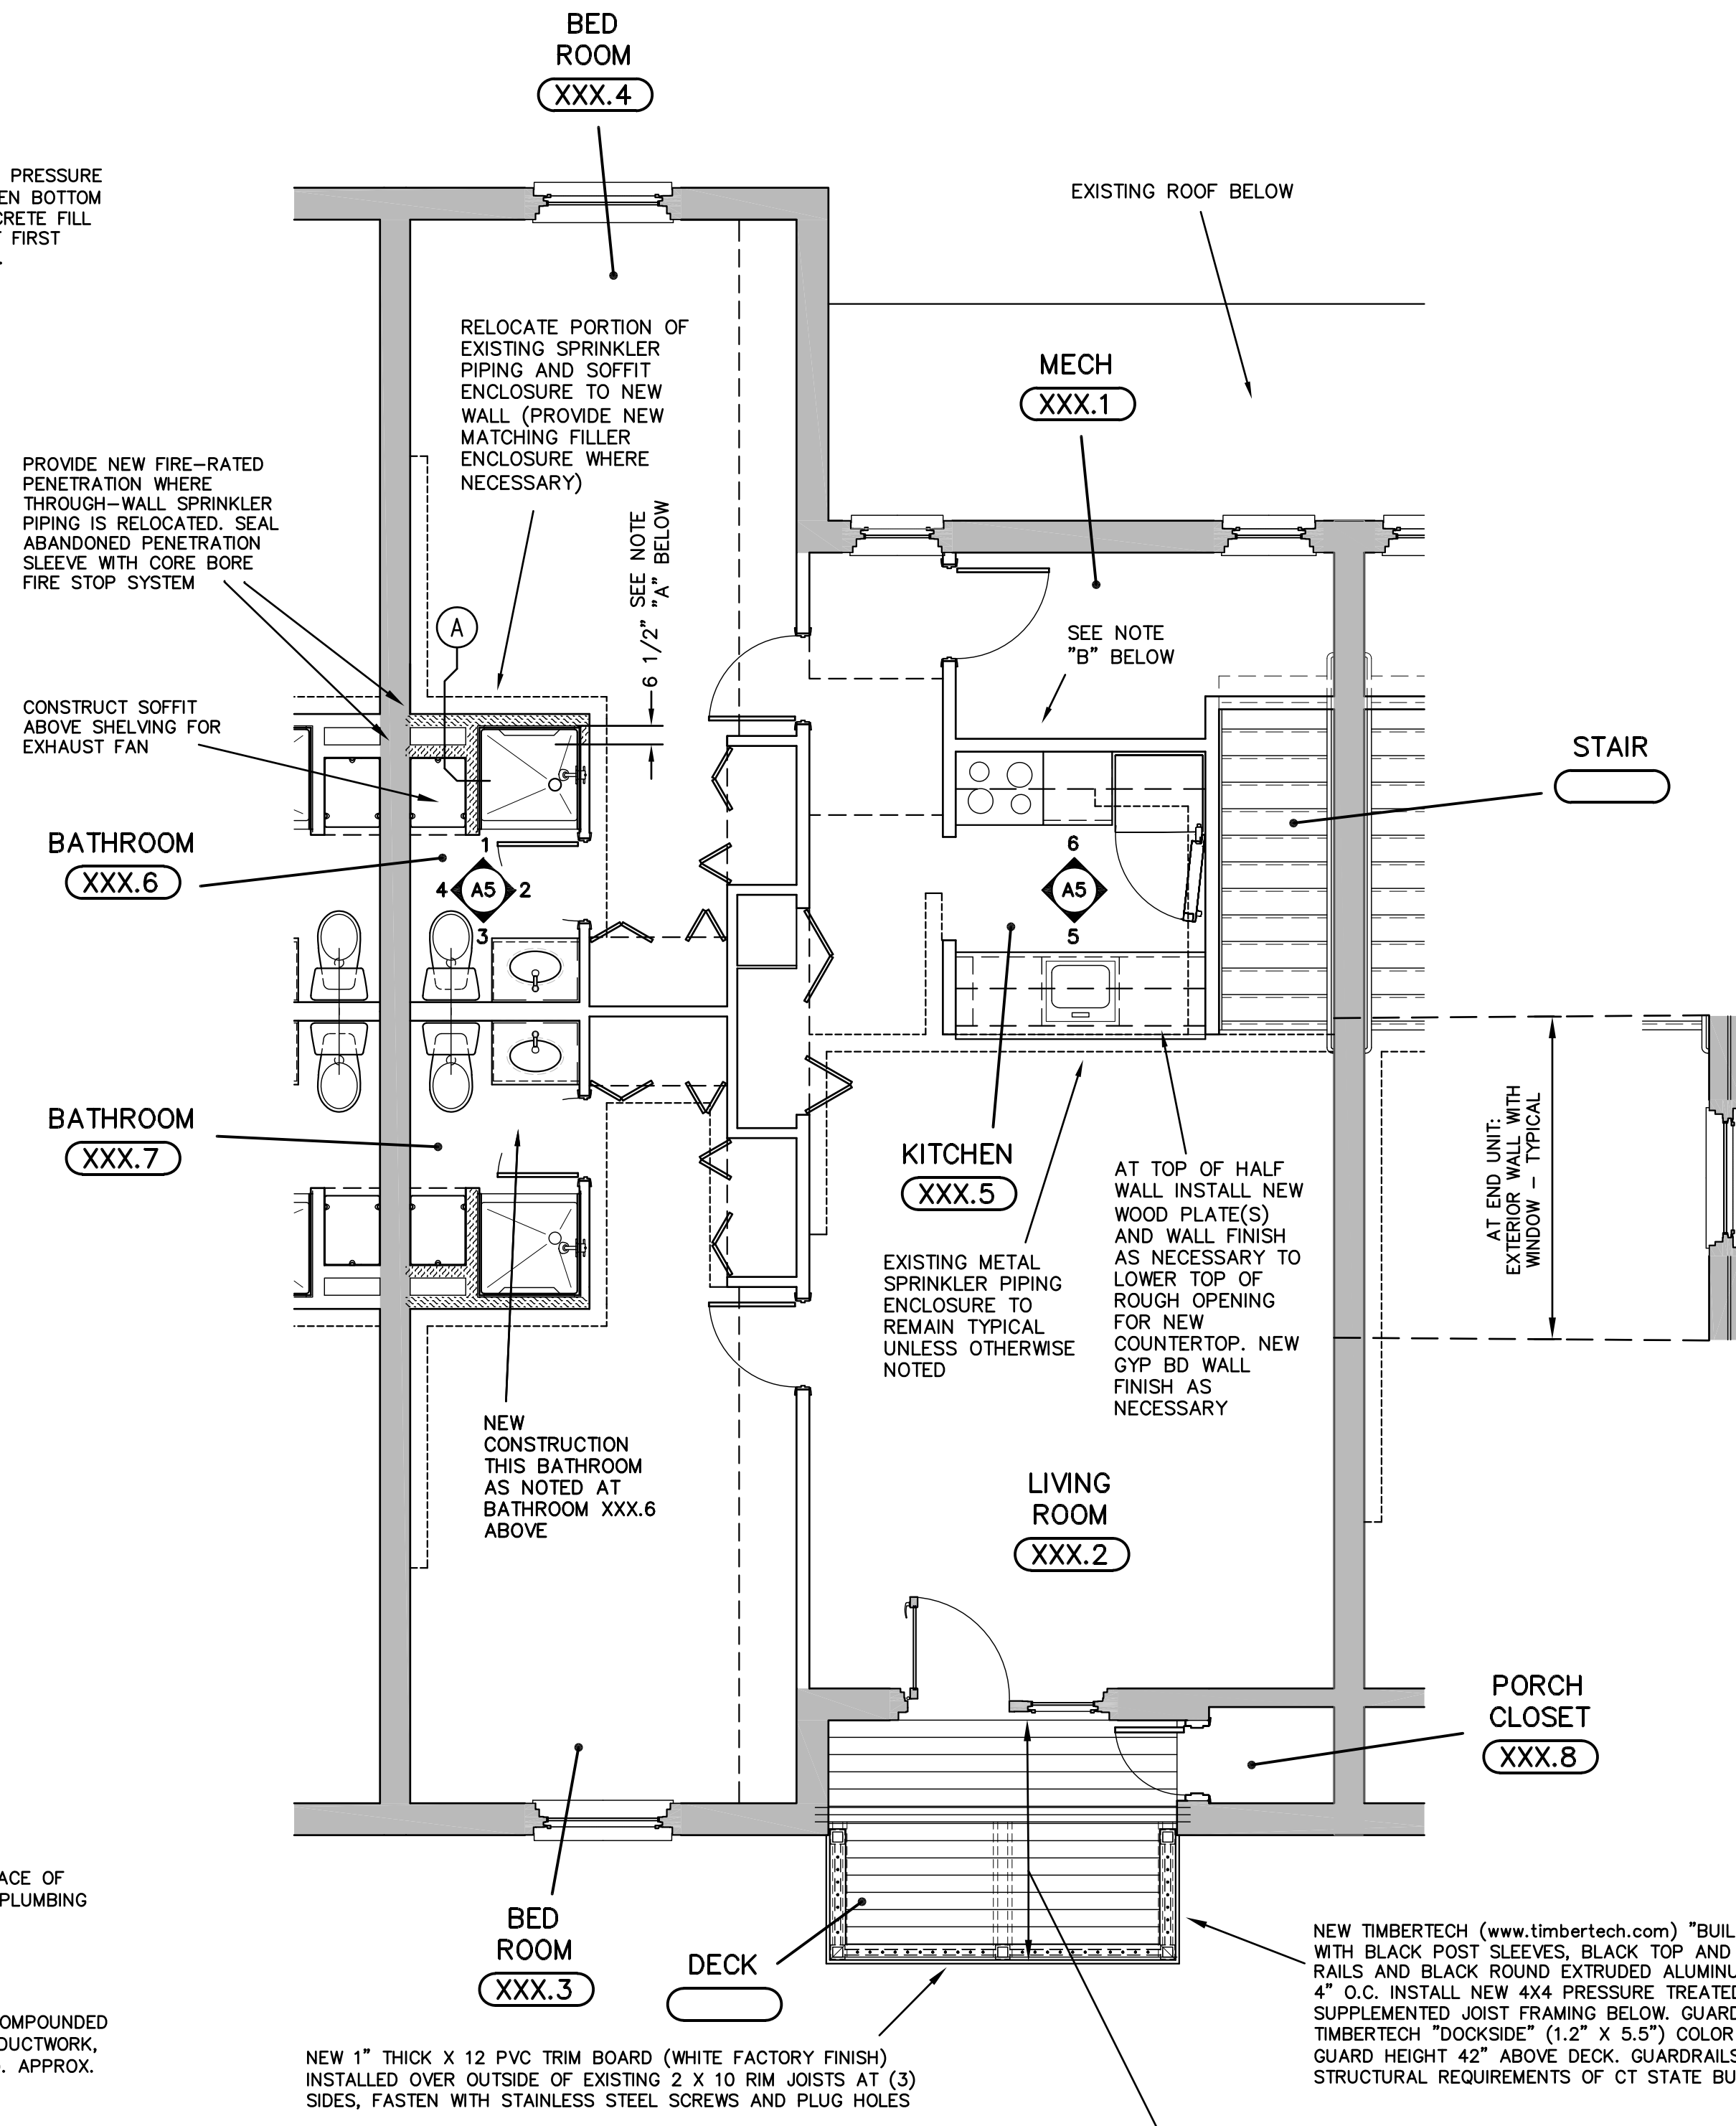 BED
ROOM
XXX.4
PRESSURE
EN BOTTOM
CRETE FILL
FIRST
.
EXISTING ROOF BELOW
RELOCATE PORTION OF
EXISTING SPRINKLER
PIPING AND SOFFIT
ENCLOSURE TO NEW
WALL (PROVIDE NEW
MATCHING FILLER
ENCLOSURE WHERE
NECESSARY)
MECH
XXX.1
PROVIDE NEW FIRE-RATED
PENETRATION WHERE
THROUGH-WALL SPRINKLER
PIPING IS RELOCATED. SEAL
ABANDONED PENETRATION
SLEEVE WITH CORE BORE
FIRE STOP SYSTEM
6 1/2" SEE NOTE
"A" BELOW
A
SEE NOTE
"B" BELOW
CONSTRUCT SOFFIT
ABOVE SHELVING FOR
EXHAUST FAN
STAIR
BATHROOM
XXX.6
1
4 A5 2
3
6
A5
5
BATHROOM
XXX.7
KITCHEN
XXX.5
AT END UNIT:
EXTERIOR WALL WITH
WINDOW - TYPICAL
AT TOP OF HALF
WALL INSTALL NEW
WOOD PLATE(S)
AND WALL FINISH
AS NECESSARY TO
LOWER TOP OF
ROUGH OPENING
FOR NEW
COUNTERTOP. NEW
GYP BD WALL
FINISH AS
NECESSARY
EXISTING METAL
SPRINKLER PIPING
ENCLOSURE TO
REMAIN TYPICAL
UNLESS OTHERWISE
NOTED
NEW
CONSTRUCTION
THIS BATHROOM
AS NOTED AT
BATHROOM XXX.6
ABOVE
LIVING
ROOM
XXX.2
PORCH
CLOSET
XXX.8
ACE OF
PLUMBING
BED
ROOM
XXX.3
DECK
OMPOUNDED
DUCTWORK,
. APPROX.
NEW 1" THICK X 12 PVC TRIM BOARD (WHITE FACTORY FINISH)
INSTALLED OVER OUTSIDE OF EXISTING 2 X 10 RIM JOISTS AT (3)
SIDES, FASTEN WITH STAINLESS STEEL SCREWS AND PLUG HOLES
NEW TIMBERTECH (www.timbertech.com) "BUIL
WITH BLACK POST SLEEVES, BLACK TOP AND
RAILS AND BLACK ROUND EXTRUDED ALUMINU
4" O.C. INSTALL NEW 4X4 PRESSURE TREATED
SUPPLEMENTED JOIST FRAMING BELOW. GUARD
TIMBERTECH "DOCKSIDE" (1.2" X 5.5") COLOR
GUARD HEIGHT 42" ABOVE DECK. GUARDRAILS
STRUCTURAL REQUIREMENTS OF CT STATE BU